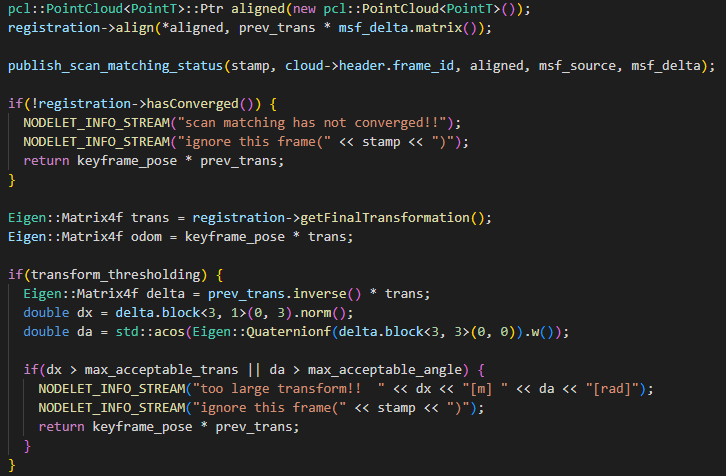 pcl::PointCloud<PointT>::Ptr aligned(new pcl::PointCloud<PointT>());
registration->align(*aligned, prev_trans * msf_delta.matrix());

publish_scan_matching_status(stamp, cloud->header.frame_id, aligned, msf_source, msf_delta);

if(!registration->hasConverged()) {
  NODELET_INFO_STREAM("scan matching has not converged!!");
  NODELET_INFO_STREAM("ignore this frame(" << stamp << ")");
  return keyframe_pose * prev_trans;
}

Eigen::Matrix4f trans = registration->getFinalTransformation();
Eigen::Matrix4f odom = keyframe_pose * trans;

if(transform_thresholding) {
  Eigen::Matrix4f delta = prev_trans.inverse() * trans;
  double dx = delta.block<3, 1>(0, 3).norm();
  double da = std::acos(Eigen::Quaternionf(delta.block<3, 3>(0, 0)).w());

  if(dx > max_acceptable_trans || da > max_acceptable_angle) {
    NODELET_INFO_STREAM("too large transform!!  " << dx << "[m] " << da << "[rad]");
    NODELET_INFO_STREAM("ignore this frame(" << stamp << ")");
    return keyframe_pose * prev_trans;
  }
}